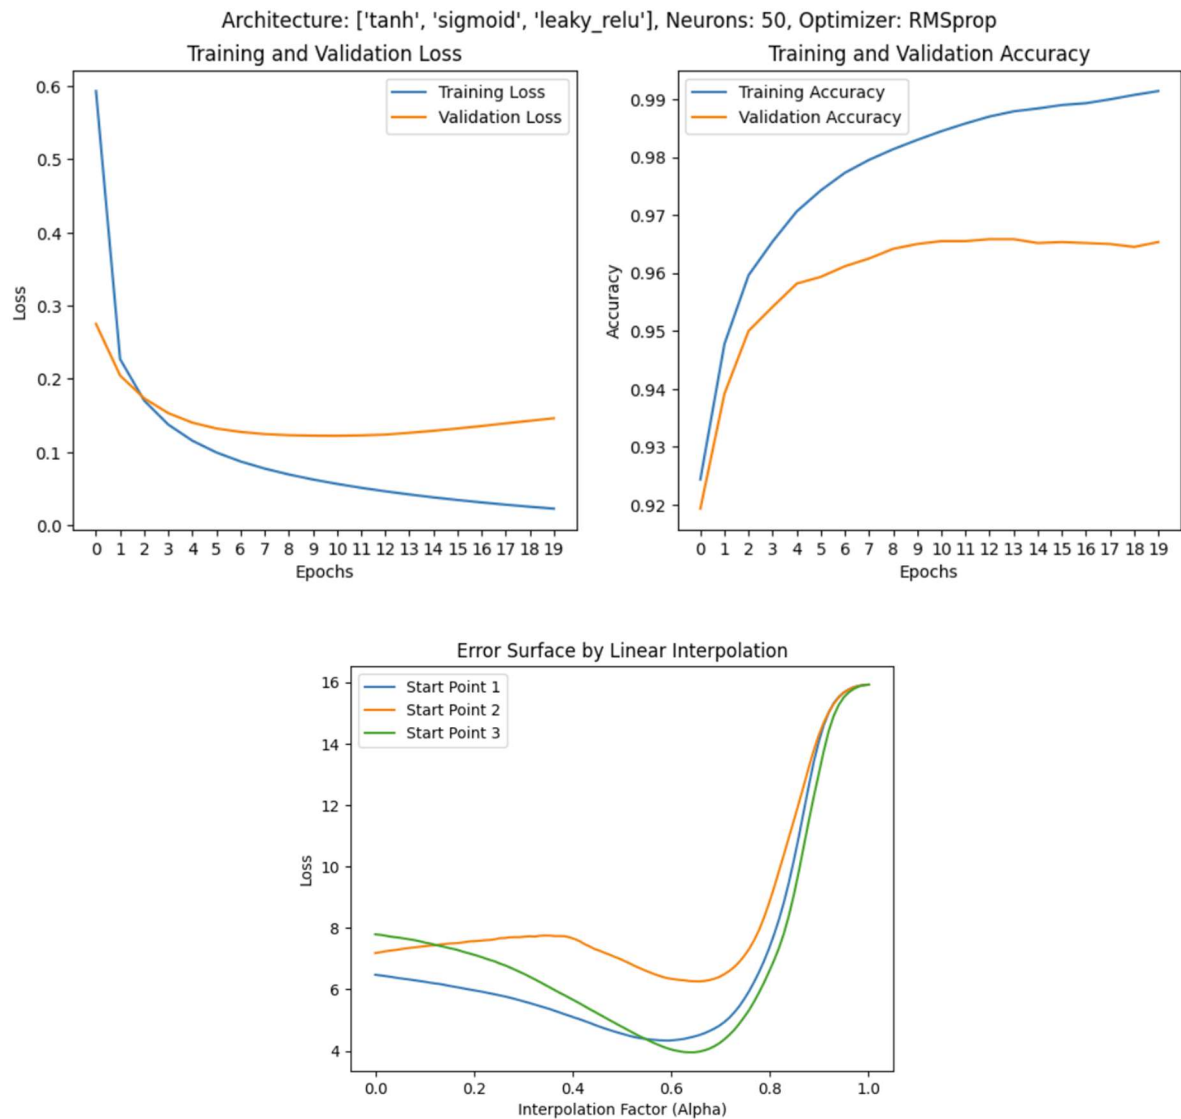 Architecture: ['tanh', 'sigmoid', 'leaky_relu'], Neurons: 50, Optimizer: RMSprop
Training and Validation Loss
Training Loss
Validation Loss
0.6
0.5
0.4
0.3
0.2
0.1
0.0
Loss
0 1 2 3 4 5 6 7 8 9 10 11 12 13 14 15 16 17 18 19
Epochs
Training and Validation Accuracy
Training Accuracy
Validation Accuracy
0.99
0.98
0.97
0.96
0.95
0.94
0.93
0.92
Accuracy
0 1 2 3 4 5 6 7 8 9 10 11 12 13 14 15 16 17 18 19
Epochs
Error Surface by Linear Interpolation
Start Point 1
Start Point 2
Start Point 3
16
14
12
10
8
6
4
Loss
0.0 0.2 0.4 0.6 0.8 1.0
Interpolation Factor (Alpha)